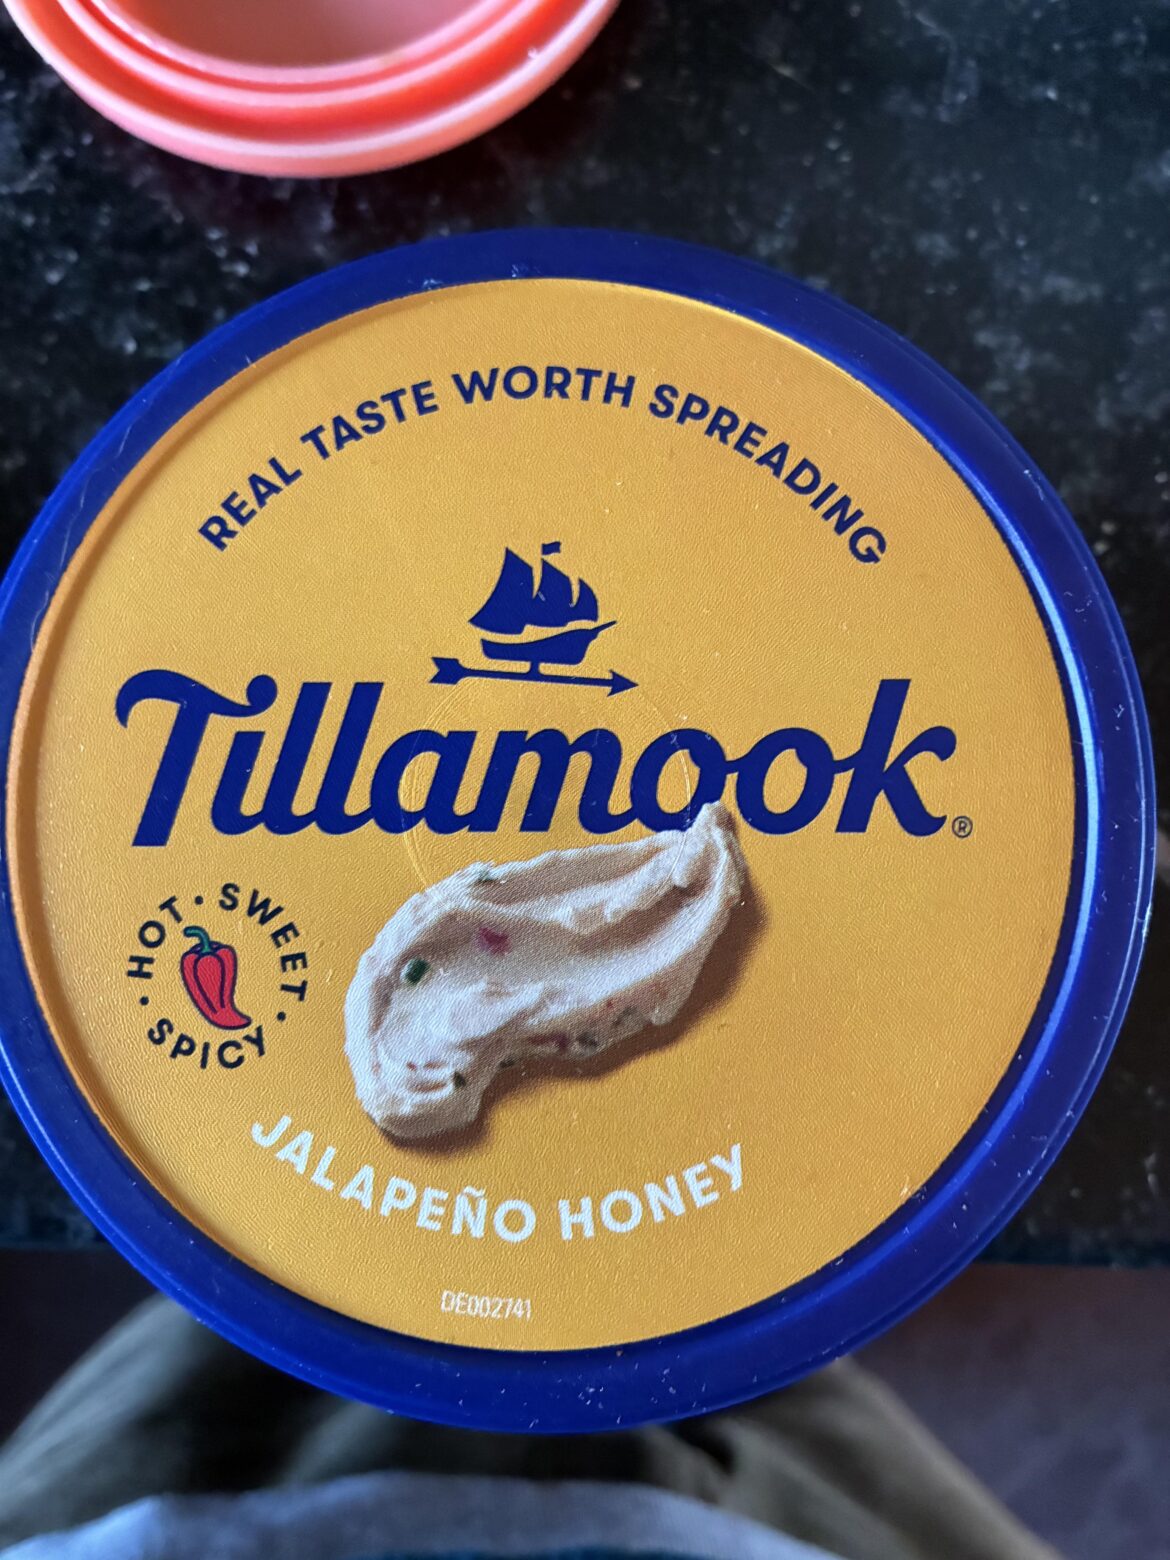 REAL TASTE WORTH SPREADING
Tillamook®
HOT · SWEET · SPICY ·
JALAPEÑO HONEY
DE002741